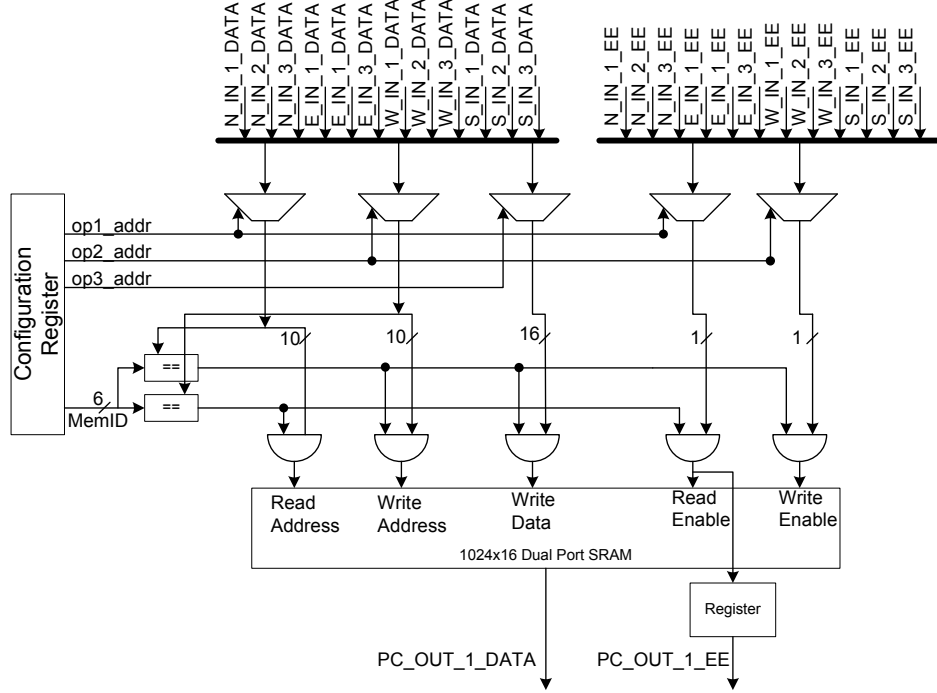 N_IN_1_DATA
N_IN_2_DATA
N_IN_3_DATA
E_IN_1_DATA
E_IN_1_DATA
E_IN_3_DATA
W_IN_1_DATA
W_IN_2_DATA
W_IN_3_DATA
S_IN_1_DATA
S_IN_2_DATA
S_IN_3_DATA
N_IN_1_EE
N_IN_2_EE
N_IN_3_EE
E_IN_1_EE
E_IN_1_EE
E_IN_3_EE
W_IN_1_EE
W_IN_2_EE
W_IN_3_EE
S_IN_1_EE
S_IN_2_EE
S_IN_3_EE
Configuration
Register
op1_addr
op2_addr
op3_addr
10
10
16
1
1
==
==
6
MemID
Read
Address
Write
Address
Write
Data
Read
Enable
Write
Enable
1024x16 Dual Port SRAM
Register
PC_OUT_1_DATA
PC_OUT_1_EE